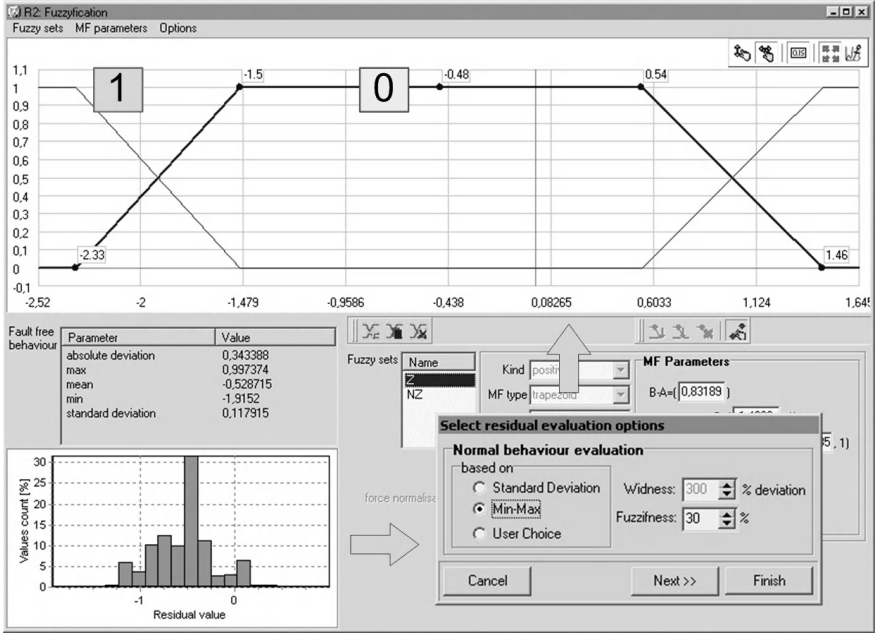 R2: Fuzzyfication
Fuzzy sets MF parameters Options
0.15
1,1
1
0,9
0,8
0,7
0,6
0,5
0,4
0,3
0,2
0,1
0
-0,1
1
0
-1.5
-0.48
0.54
-2.33
1.46
-2,52 -2 -1,479 -0,9586 -0,438 0,08265 0,6033 1,124 1,645
Fault free behaviour
Parameter Value
absolute deviation 0,343388
max 0,997374
mean -0,528715
min -1,9152
standard deviation 0,117915
Fuzzy sets
Name
Z
NZ
Kind
MF type trapezoid
MF Parameters
B-A=( 0,83189 )
, 1)
force
Select residual evaluation options
Normal behaviour evaluation
based on
Standard Deviation
Min-Max
User Choice
Widness: 300 % deviation
Fuzzifness: 30 %
Cancel Next >> Finish
Values count [%]
30
25
20
15
10
5
0
-1 0
Residual value